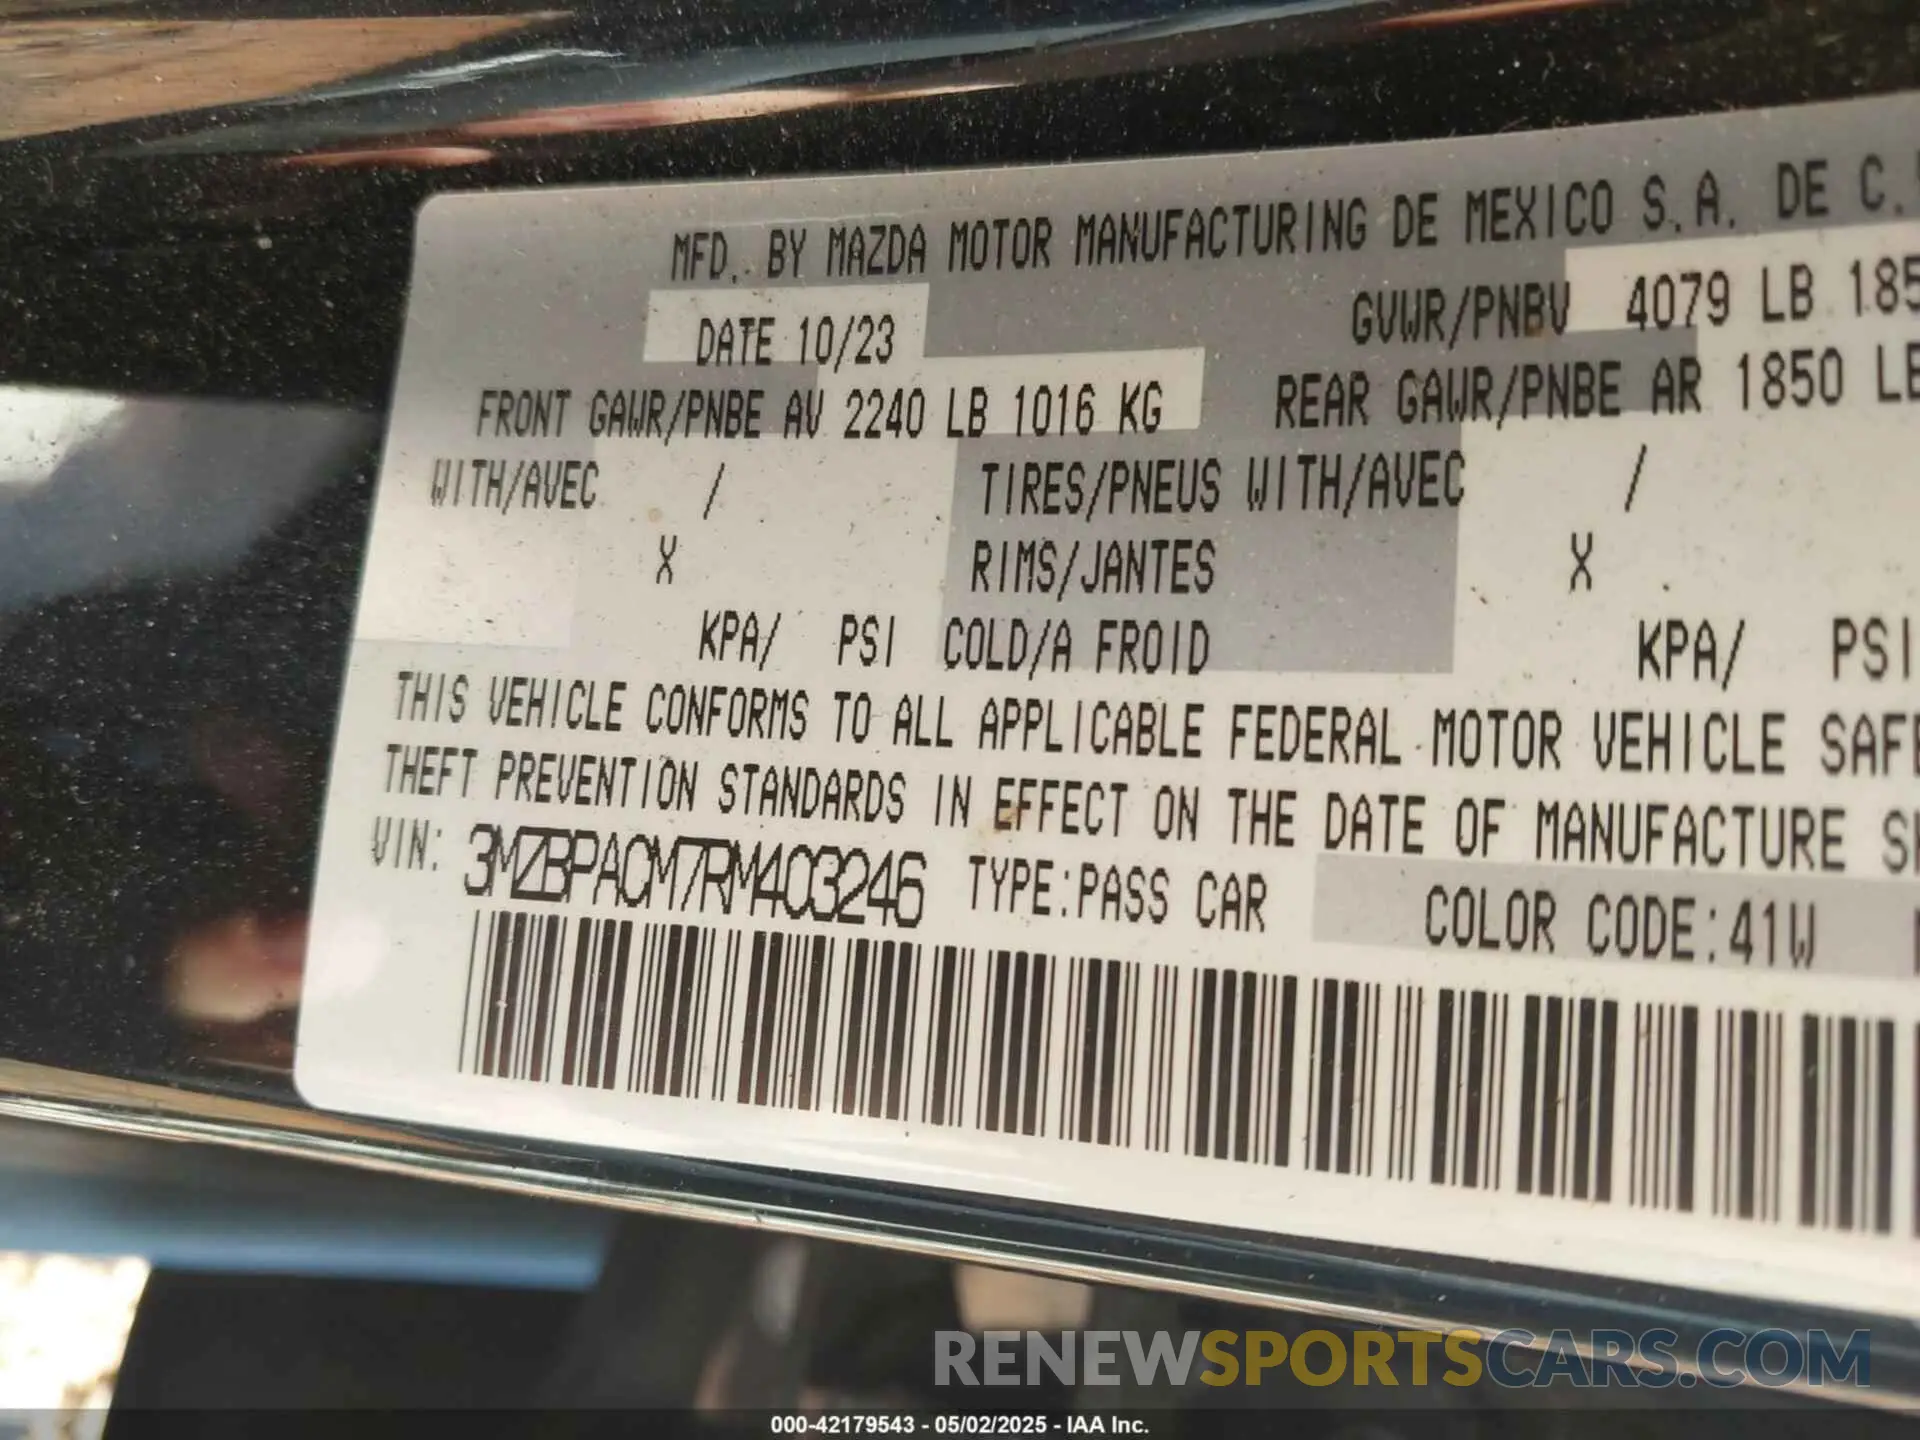 MFD. BY MAZDA MOTOR MANUFACTURING DE MEXICO S.A. DE C.
DATE 10/23 GVWR/PNBV 4079 LB 185
FRONT GAWR/PNBE AV 2240 LB 1016 KG REAR GAWR/PNBE AR 1850 LB
WITH/AVEC / TIRES/PNEUS WITH/AVEC /
X RIMS/JANTES X
KPA/ PSI COLD/A FROID KPA/ PSI
THIS VEHICLE CONFORMS TO ALL APPLICABLE FEDERAL MOTOR VEHICLE SAFE
THEFT PREVENTION STANDARDS IN EFFECT ON THE DATE OF MANUFACTURE SH
VIN: 3MZBPACM7RM403246 TYPE:PASS CAR COLOR CODE:41W
RENEWSPORTSCARS.COM
000-42179543 - 05/02/2025 - IAA Inc.